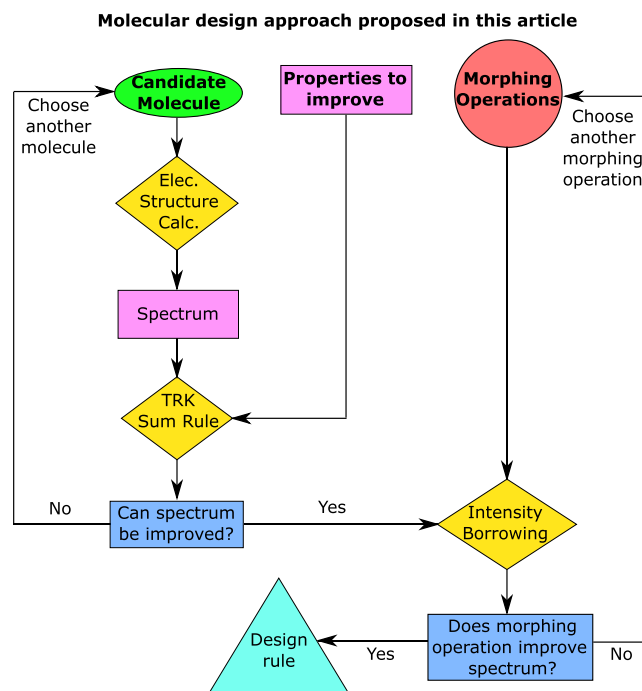 Molecular design approach proposed in this article
Candidate
Molecule
Properties to
improve
Morphing
Operations
Choose
another
molecule
Choose
another
morphing
operation
Elec.
Structure
Calc.
Spectrum
TRK
Sum Rule
No
Can spectrum
be improved?
Yes
Intensity
Borrowing
Design
rule
Yes
Does morphing
operation improve
spectrum?
No